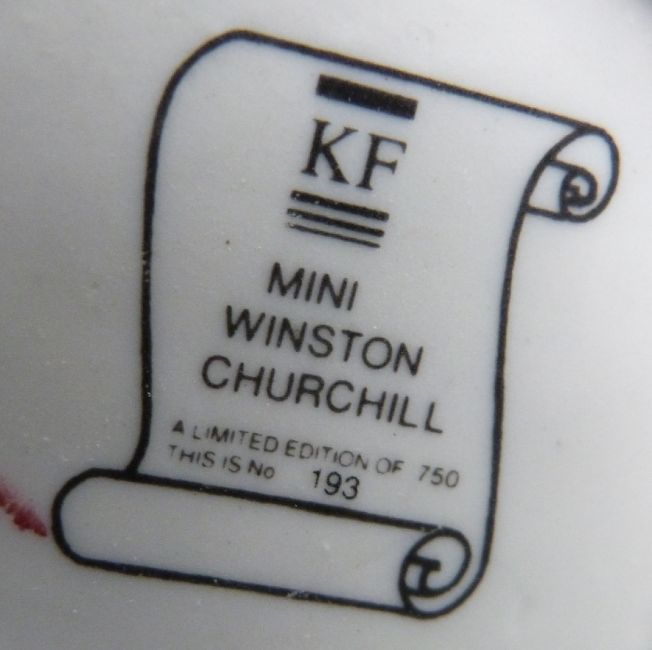 KF
MINI
WINSTON
CHURCHILL
A LIMITED EDITION OF 750
THIS IS No 193